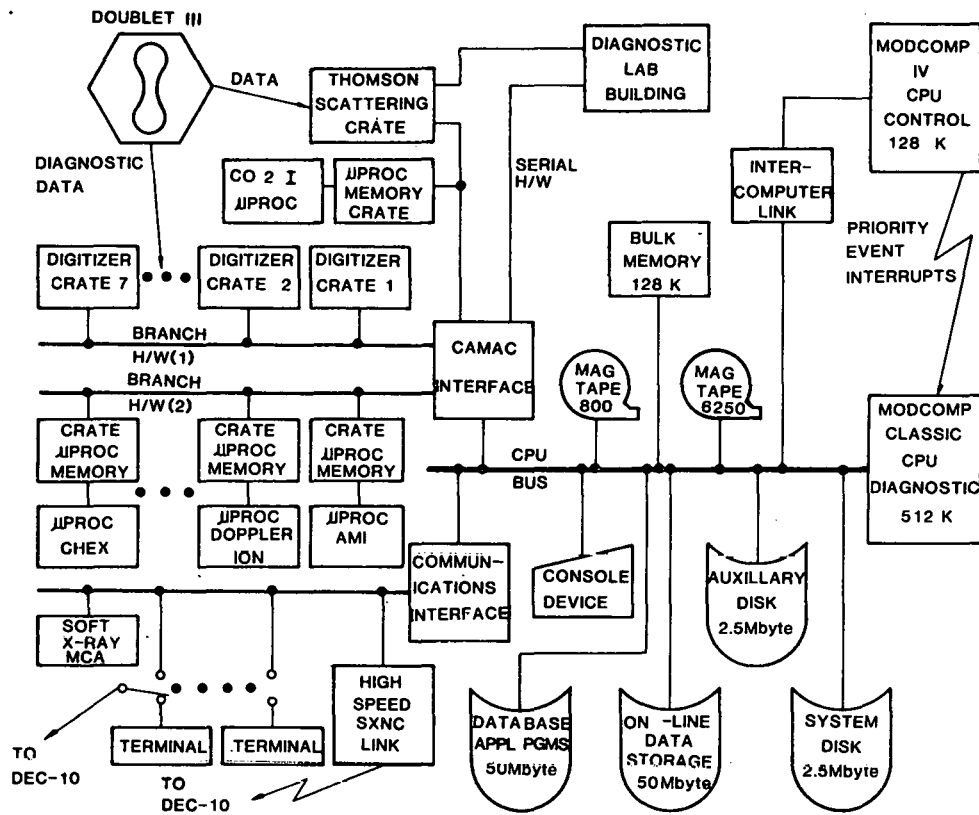 DOUBLET III
DATA
THOMSON
SCATTERING
CRATE
DIAGNOSTIC
LAB
BUILDING
MODCOMP
IV
CPU
CONTROL
128 K
DIAGNOSTIC
DATA
CO 2 I
μPROC
μPROC
MEMORY
CRATE
SERIAL
H/W
INTER-
COMPUTER
LINK
PRIORITY
EVENT
INTERRUPTS
DIGITIZER
CRATE 7
DIGITIZER
CRATE 2
DIGITIZER
CRATE 1
BULK
MEMORY
128 K
BRANCH
H/W(1)
CAMAC
INTERFACE
BRANCH
H/W(2)
MAG
TAPE
800
MAG
TAPE
6250
MODCOMP
CLASSIC
CPU
DIAGNOSTIC
512 K
CRATE
μPROC
MEMORY
CRATE
μPROC
MEMORY
CRATE
μPROC
MEMORY
CPU
BUS
μPROC
CHEX
μPROC
DOPPLER
ION
μPROC
AMI
COMMUN-
ICATIONS
INTERFACE
CONSOLE
DEVICE
AUXILLARY
DISK
2.5Mbyte
SOFT
X-RAY
MCA
HIGH
SPEED
SXNC
LINK
TERMINAL
TERMINAL
TO
DEC-10
TO
DEC-10
DATA BASE
APPL PGMS
50Mbyte
ON-LINE
DATA
STORAGE
50Mbyte
SYSTEM
DISK
2.5Mbyte